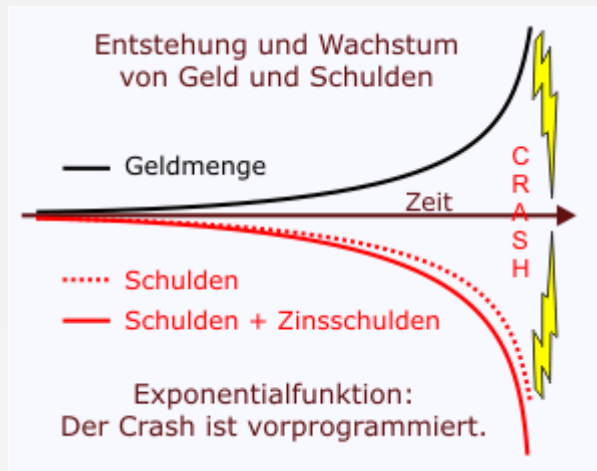 Entstehung und Wachstum
von Geld und Schulden
Geldmenge
Zeit
CRASH
Schulden
Schulden + Zinsschulden
Exponentialfunktion:
Der Crash ist vorprogrammiert.